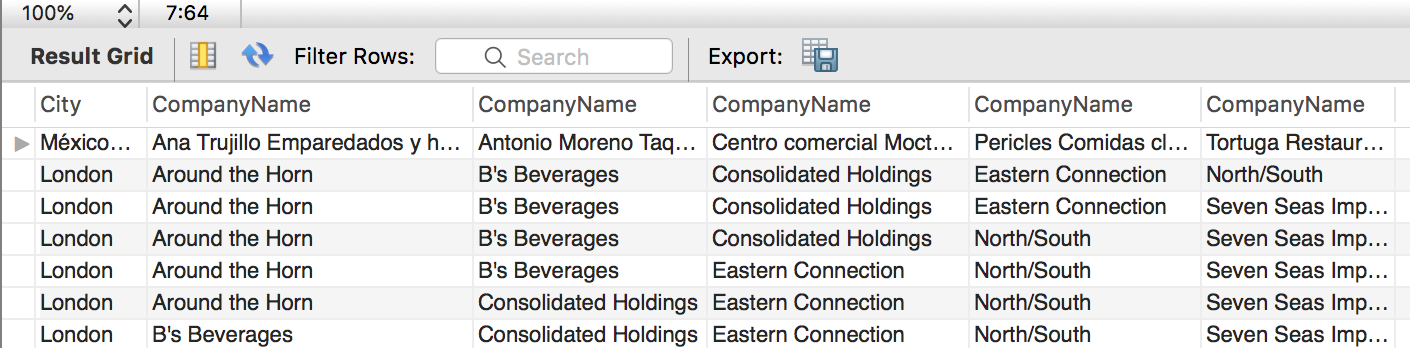 100% 7:64
Result Grid Filter Rows: Search Export:
City CompanyName CompanyName CompanyName CompanyName CompanyName
México... Ana Trujillo Emparedados y h... Antonio Moreno Taq... Centro comercial Moct... Pericles Comidas cl... Tortuga Restaur...
London Around the Horn B's Beverages Consolidated Holdings Eastern Connection North/South
London Around the Horn B's Beverages Consolidated Holdings Eastern Connection Seven Seas Imp...
London Around the Horn B's Beverages Consolidated Holdings North/South Seven Seas Imp...
London Around the Horn B's Beverages Eastern Connection North/South Seven Seas Imp...
London Around the Horn Consolidated Holdings Eastern Connection North/South Seven Seas Imp...
London B's Beverages Consolidated Holdings Eastern Connection North/South Seven Seas Imp...